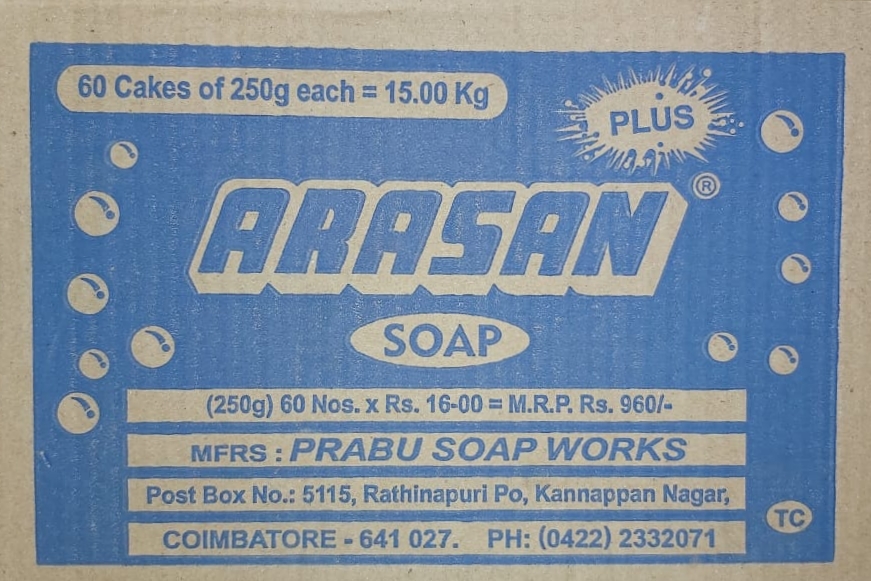 60 Cakes of 250g each = 15.00 Kg
PLUS
ARASAN ®
SOAP
(250g) 60 Nos. x Rs. 16-00 = M.R.P. Rs. 960/-
MFRS : PRABU SOAP WORKS
Post Box No.: 5115, Rathinapuri Po, Kannappan Nagar,
COIMBATORE - 641 027. PH: (0422) 2332071
TC